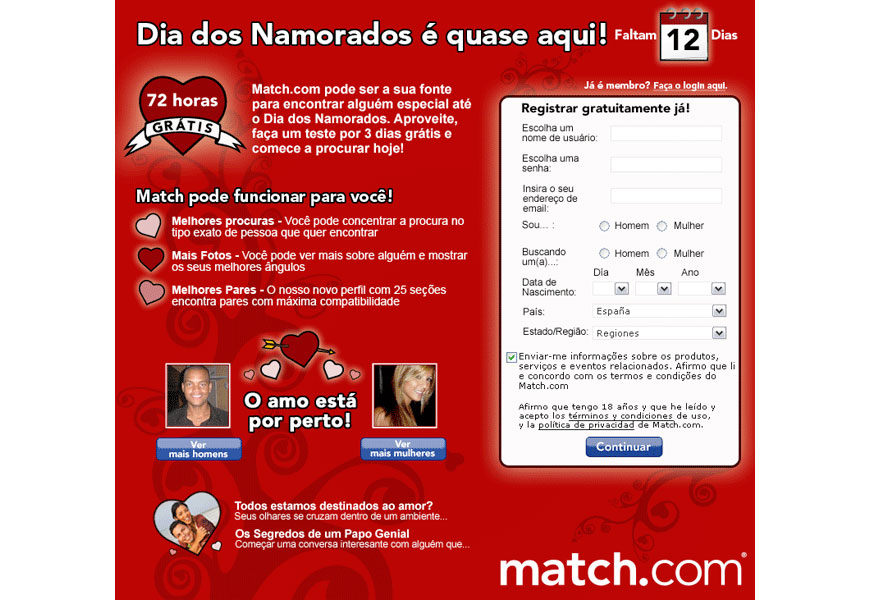 Dia dos Namorados é quase aqui!
Faltam 12 Dias
72 horas
GRÁTIS
Match.com pode ser a sua fonte
para encontrar alguém especial até
o Dia dos Namorados. Aproveite,
faça um teste por 3 dias grátis e
comece a procurar hoje!
Match pode funcionar para você!
Melhores procuras - Você pode concentrar a procura no
tipo exato de pessoa que quer encontrar
Mais Fotos - Você pode ver mais sobre alguém e mostrar
os seus melhores ângulos
Melhores Pares - O nosso novo perfil com 25 seções
encontra pares com máxima compatibilidade
O amo está
por perto!
Ver
mais homens
Ver
mais mulheres
Todos estamos destinados ao amor?
Seus olhares se cruzam dentro de um ambiente...
Os Segredos de um Papo Genial
Começar uma conversa interesante com alguém que...
Já é membro? Faça o login aqui.
Registrar gratuitamente já!
Escolha um
nome de usuário:
Escolha uma
senha:
Insira o seu
endereço de
email:
Sou... : Homem Mulher
Buscando
um(a)...: Homem Mulher
Día Mês Ano
Data de
Nascimento:
País: España
Estado/Região: Regiones
Enviar-me informações sobre os produtos,
serviços e eventos relacionados. Afirmo que li
e concordo com os termos e condições do
Match.com
Afirmo que tengo 18 años y que he leído y
acepto los términos y condiciones de uso,
y la política de privacidad de Match.com.
Continuar
match.com®